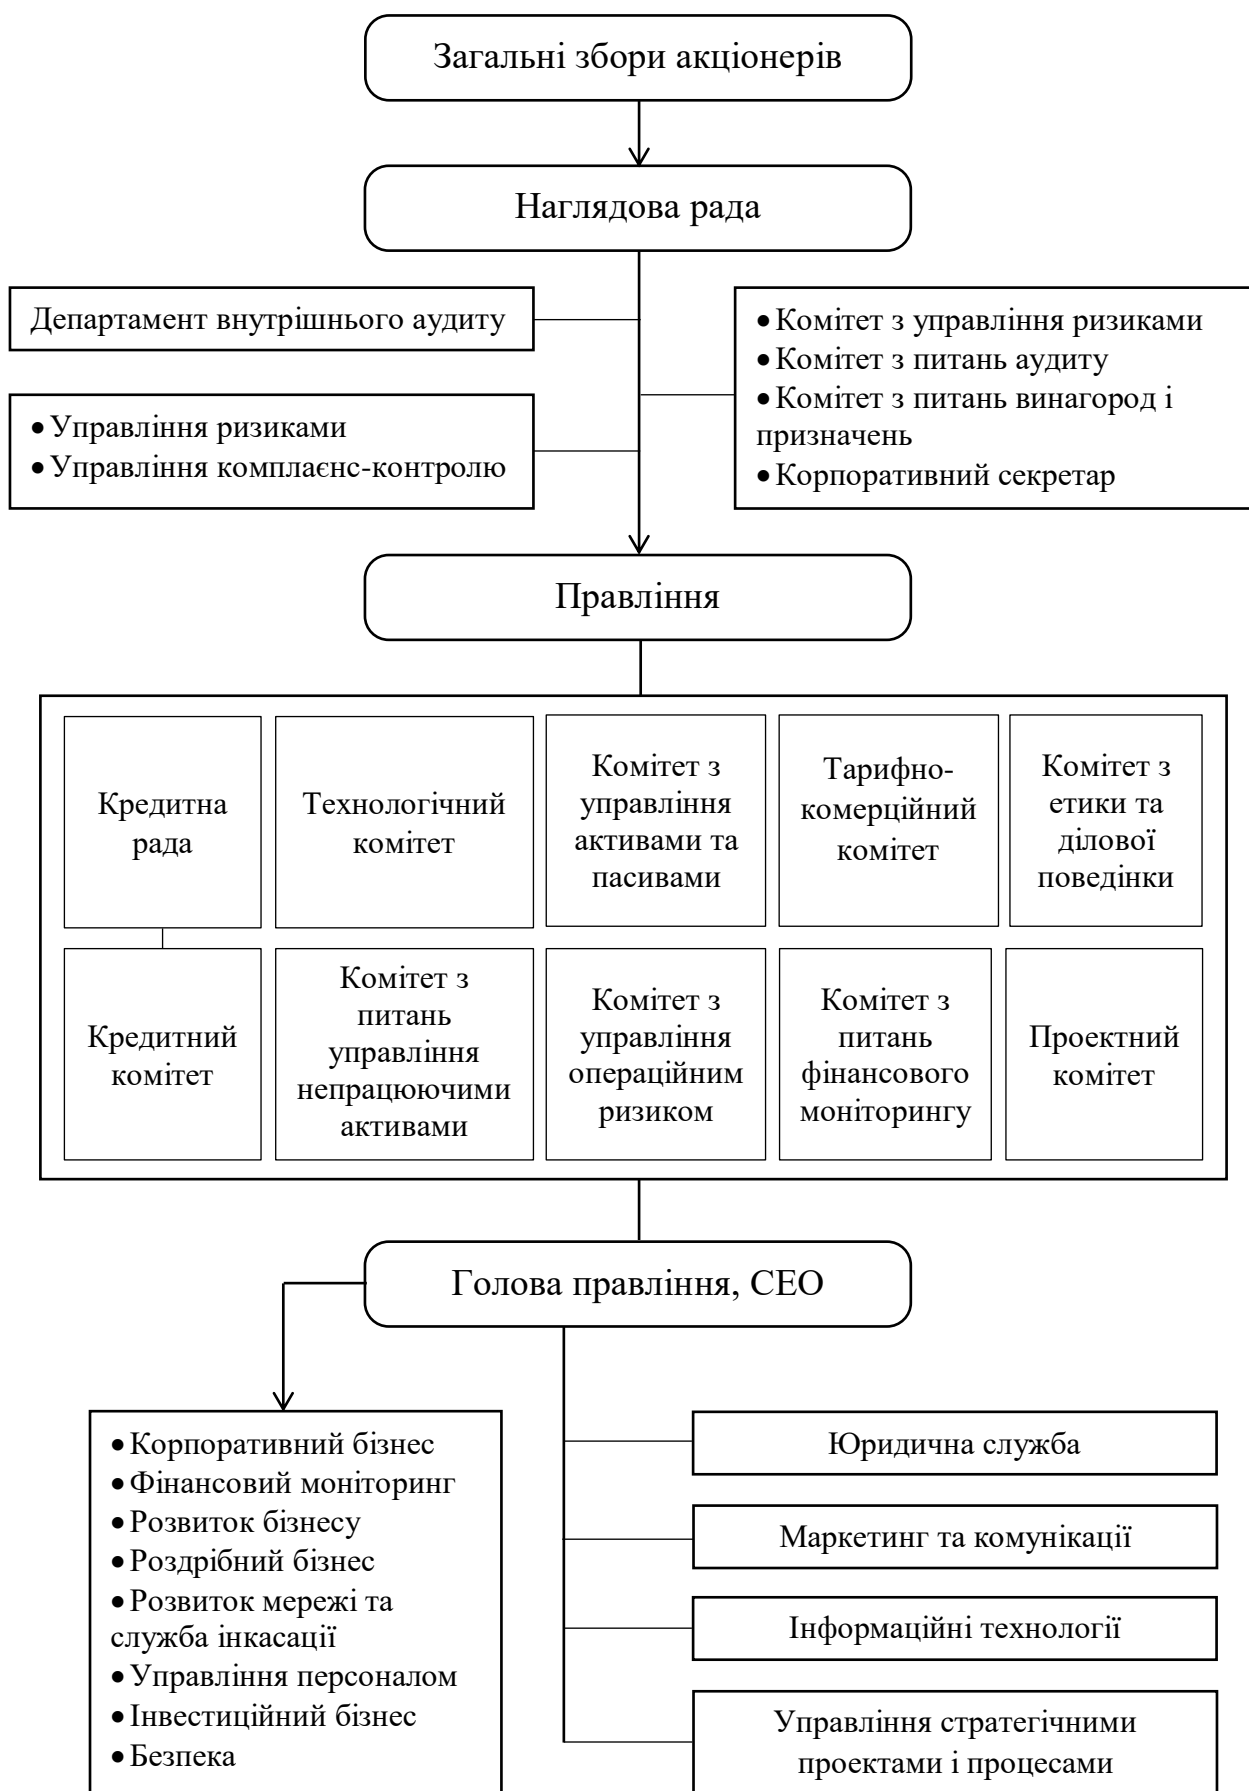 Загальні збори акціонерів
Наглядова рада
Департамент внутрішнього аудиту
• Управління ризиками
• Управління комплаєнс-контролю
• Комітет з управління ризиками
• Комітет з питань аудиту
• Комітет з питань винагород і
призначень
• Корпоративний секретар
Правління
Кредитна
рада
Технологічний
комітет
Комітет з
управління
активами та
пасивами
Тарифно-
комерційний
комітет
Комітет з
етики та
ділової
поведінки
Кредитний
комітет
Комітет з
питань
управління
непрацюючими
активами
Комітет з
управління
операційним
ризиком
Комітет з
питань
фінансового
моніторингу
Проектний
комітет
Голова правління, СЕО
• Корпоративний бізнес
• Фінансовий моніторинг
• Розвиток бізнесу
• Роздрібний бізнес
• Розвиток мережі та
служба інкасації
• Управління персоналом
• Інвестиційний бізнес
• Безпека
Юридична служба
Маркетинг та комунікації
Інформаційні технології
Управління стратегічними
проектами і процесами